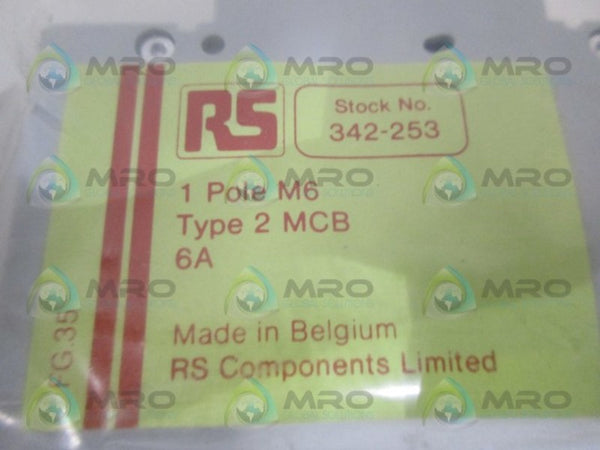 RS
Stock No.
342-253
1 Pole M6
Type 2 MCB
6A
Made in Belgium
RS Components Limited
FG.35
MRO